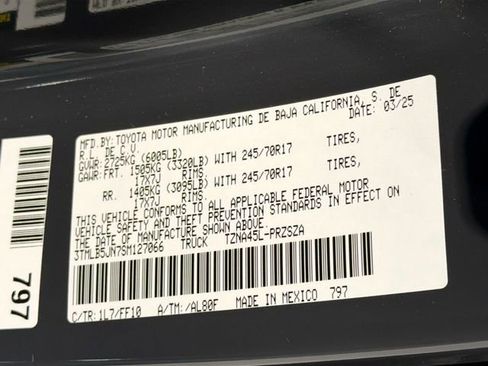 MFD.BY:TOYOTA MOTOR MANUFACTURING DE BAJA CALIFORNIA, S. DE
R.L. DE C.V. DATE: 03/25
GVWR: 2725KG (6005LB)
GAWR: FRT. 1505KG (3320LB) WITH 245/70R17 TIRES,
17X7J RIMS,
RR. 1405KG (3095LB) WITH 245/70R17 TIRES,
17X7J RIMS.
THIS VEHICLE CONFORMS TO ALL APPLICABLE FEDERAL MOTOR
VEHICLE SAFETY AND THEFT PREVENTION STANDARDS IN EFFECT ON
THE DATE OF MANUFACTURE SHOWN ABOVE.
3TMLB5JN7SM127066 TRUCK TZNA45L-PRZSZA
C/TR: 1L7/FF10 A/TM: /AL80F MADE IN MEXICO 797
797